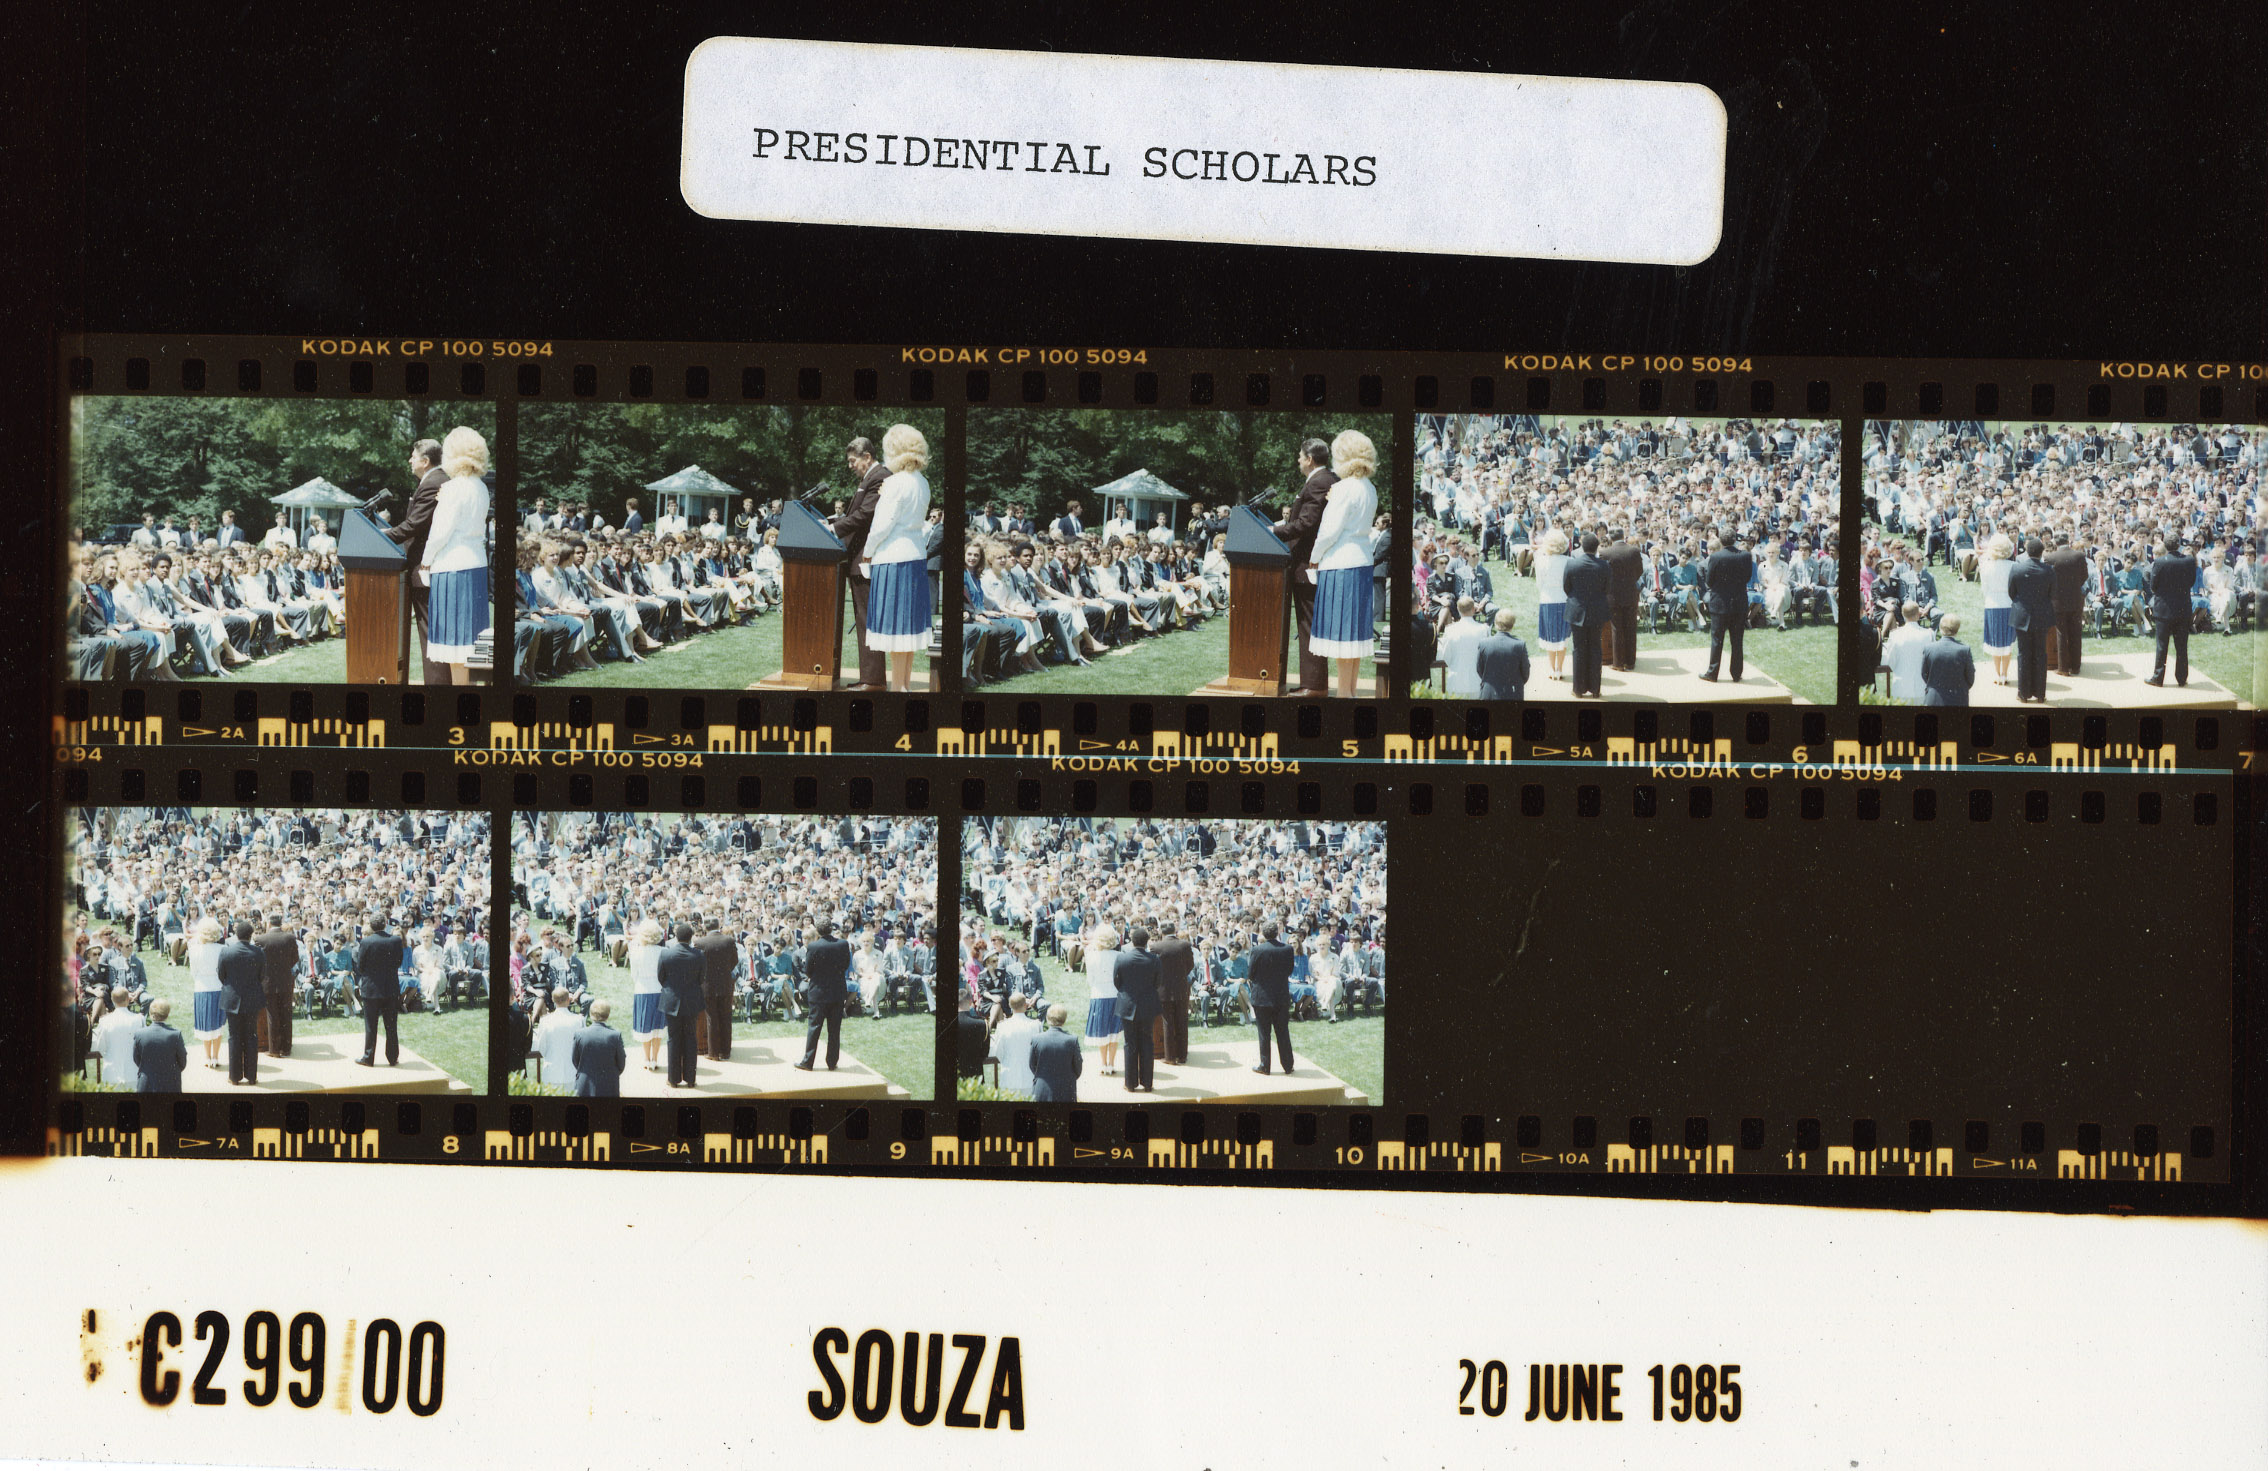 PRESIDENTIAL SCHOLARS
KODAK CP 100 5094 KODAK CP 100 5094 KODAK CP 100 5094 KODAK CP 10
2A 3 3A 4 4A 5 5A 6 6A 7
094 KODAK CP 100 5094 KODAK CP 100 5094 KODAK CP 100 5094
7A 8 8A 9 9A 10 10A 11 11A
C299 00 SOUZA 20 JUNE 1985